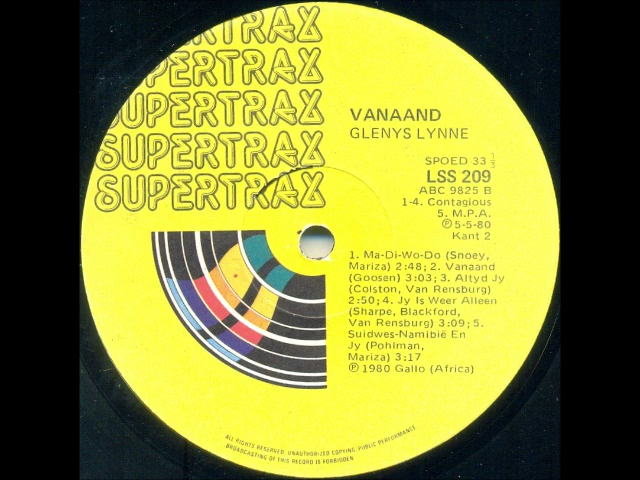 SUPERTRAX
SUPERTRAX
SUPERTRAX
SUPERTRAX
SUPERTRAX
VANAAND
GLENYS LYNNE
SPOED 33 1/3
LSS 209
ABC 9825 B
1-4. Contagious
5. M.P.A.
Ⓟ 5-5-80
Kant 2
1. Ma-Di-Wo-Do (Snoey,
Mariza) 2:48; 2. Vanaand
(Goosen) 3:03; 3. Altyd Jy
(Colston, Van Rensburg)
2:50; 4. Jy Is Weer Alleen
(Sharpe, Blackford,
Van Rensburg) 3:09; 5.
Suidwes-Namibië En
Jy (Pohlman,
Mariza) 3:17
Ⓟ 1980 Gallo (Africa)
ALL RIGHTS RESERVED. UNAUTHORIZED COPYING, PUBLIC PERFORMANCE
BROADCASTING OF THIS RECORD IS FORBIDDEN